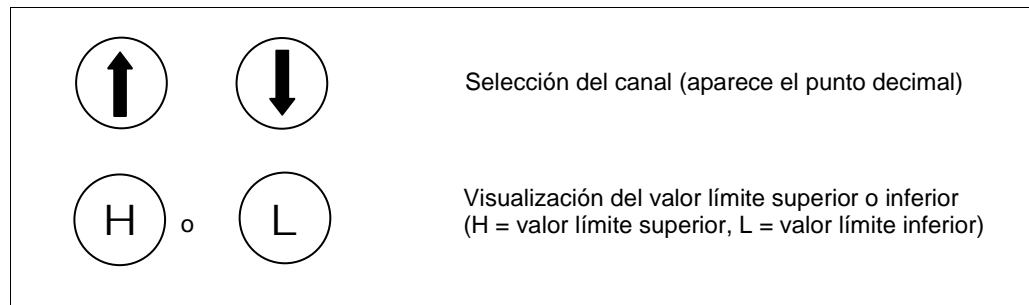 Selección del canal (aparece el punto decimal)
H o L
Visualización del valor límite superior o inferior
(H = valor límite superior, L = valor límite inferior)